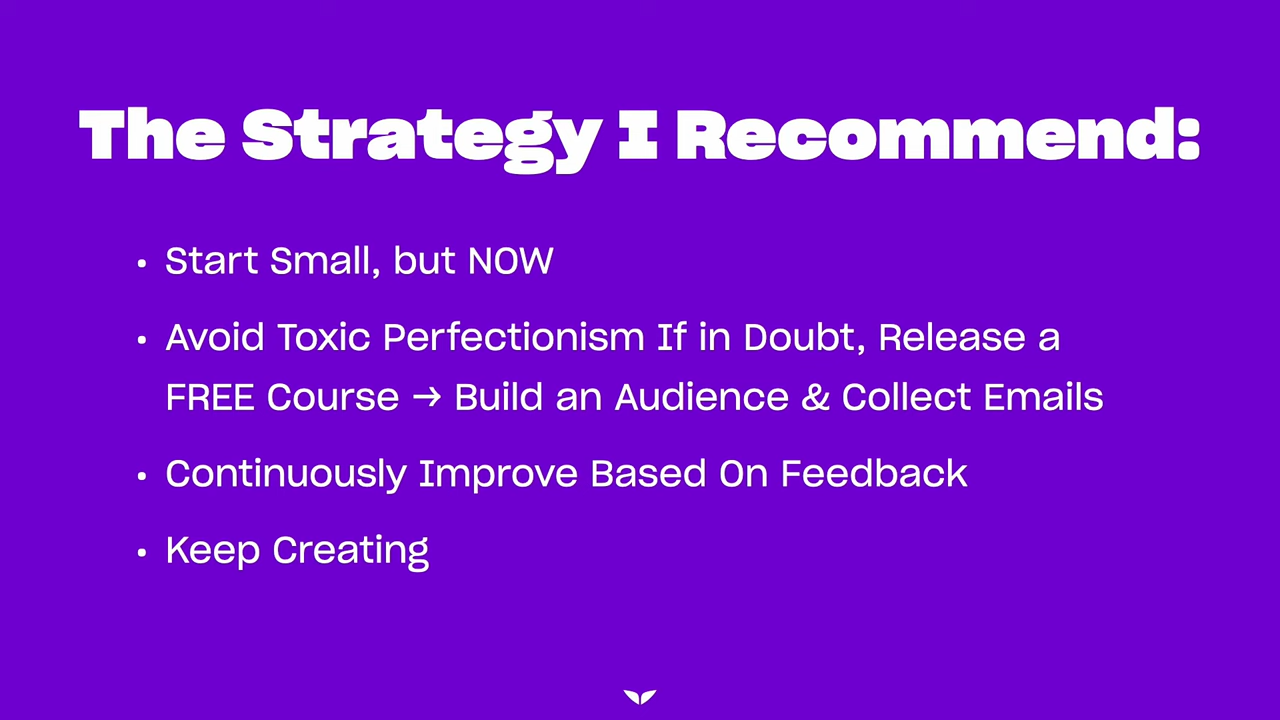 The Strategy I Recommend:
• Start Small, but NOW
• Avoid Toxic Perfectionism If in Doubt, Release a
FREE Course → Build an Audience & Collect Emails
• Continuously Improve Based On Feedback
• Keep Creating